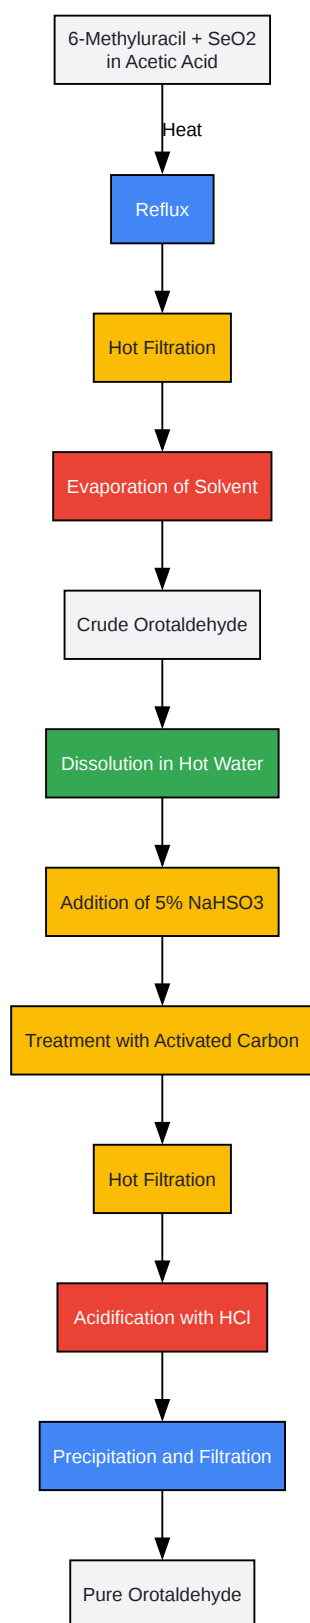 6-Methyluracil + SeO2
in Acetic Acid
Heat
Reflux
Hot Filtration
Evaporation of Solvent
Crude Orotaldehyde
Dissolution in Hot Water
Addition of 5% NaHSO3
Treatment with Activated Carbon
Hot Filtration
Acidification with HCl
Precipitation and Filtration
Pure Orotaldehyde